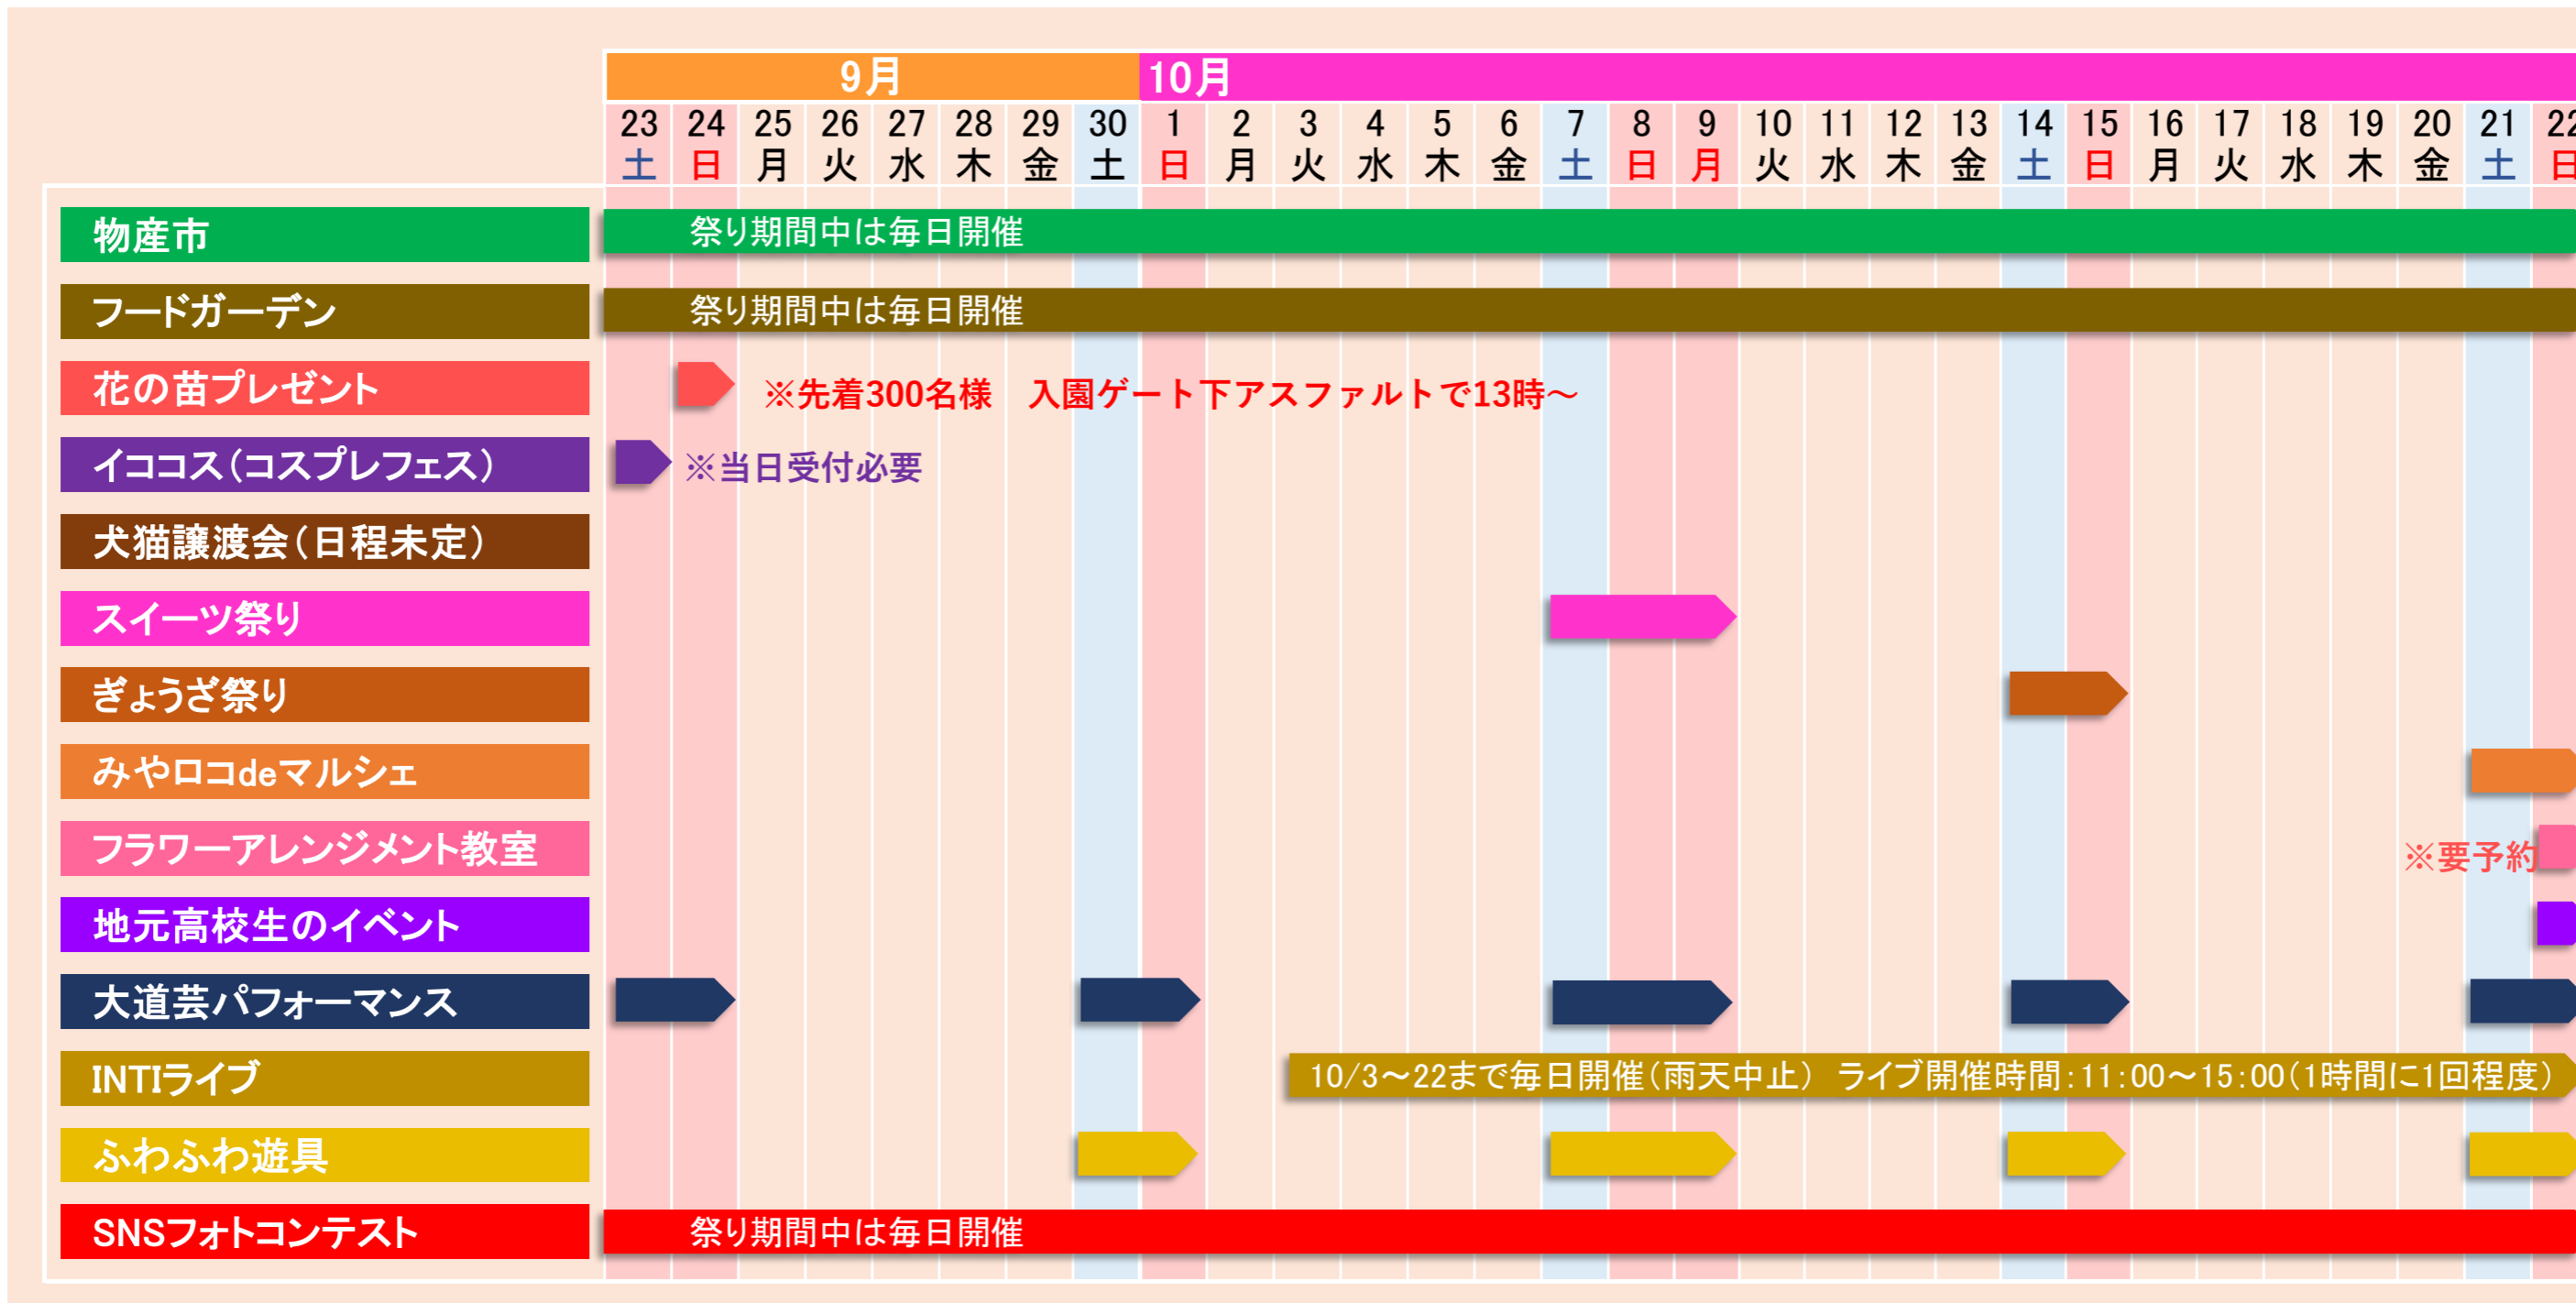 9月 10月
23 24 25 26 27 28 29 30 1 2 3 4 5 6 7 8 9 10 11 12 13 14 15 16 17 18 19 20 21 22
土 日 月 火 水 木 金 土 日 月 火 水 木 金 土 日 月 火 水 木 金 土 日 月 火 水 木 金 土 日
物産市 祭り期間中は毎日開催
フードガーデン 祭り期間中は毎日開催
花の苗プレゼント ※先着300名様 入園ゲート下アスファルトで13時～
イココス（コスプレフェス） ※当日受付必要
犬猫譲渡会（日程未定）
スイーツ祭り
ぎょうざ祭り
みやロコdeマルシェ
フラワーアレンジメント教室 ※要予約
地元高校生のイベント
大道芸パフォーマンス
INTIライブ 10/3～22まで毎日開催（雨天中止） ライブ開催時間：11：00～15：00（1時間に1回程度）
ふわふわ遊具
SNSフォトコンテスト 祭り期間中は毎日開催